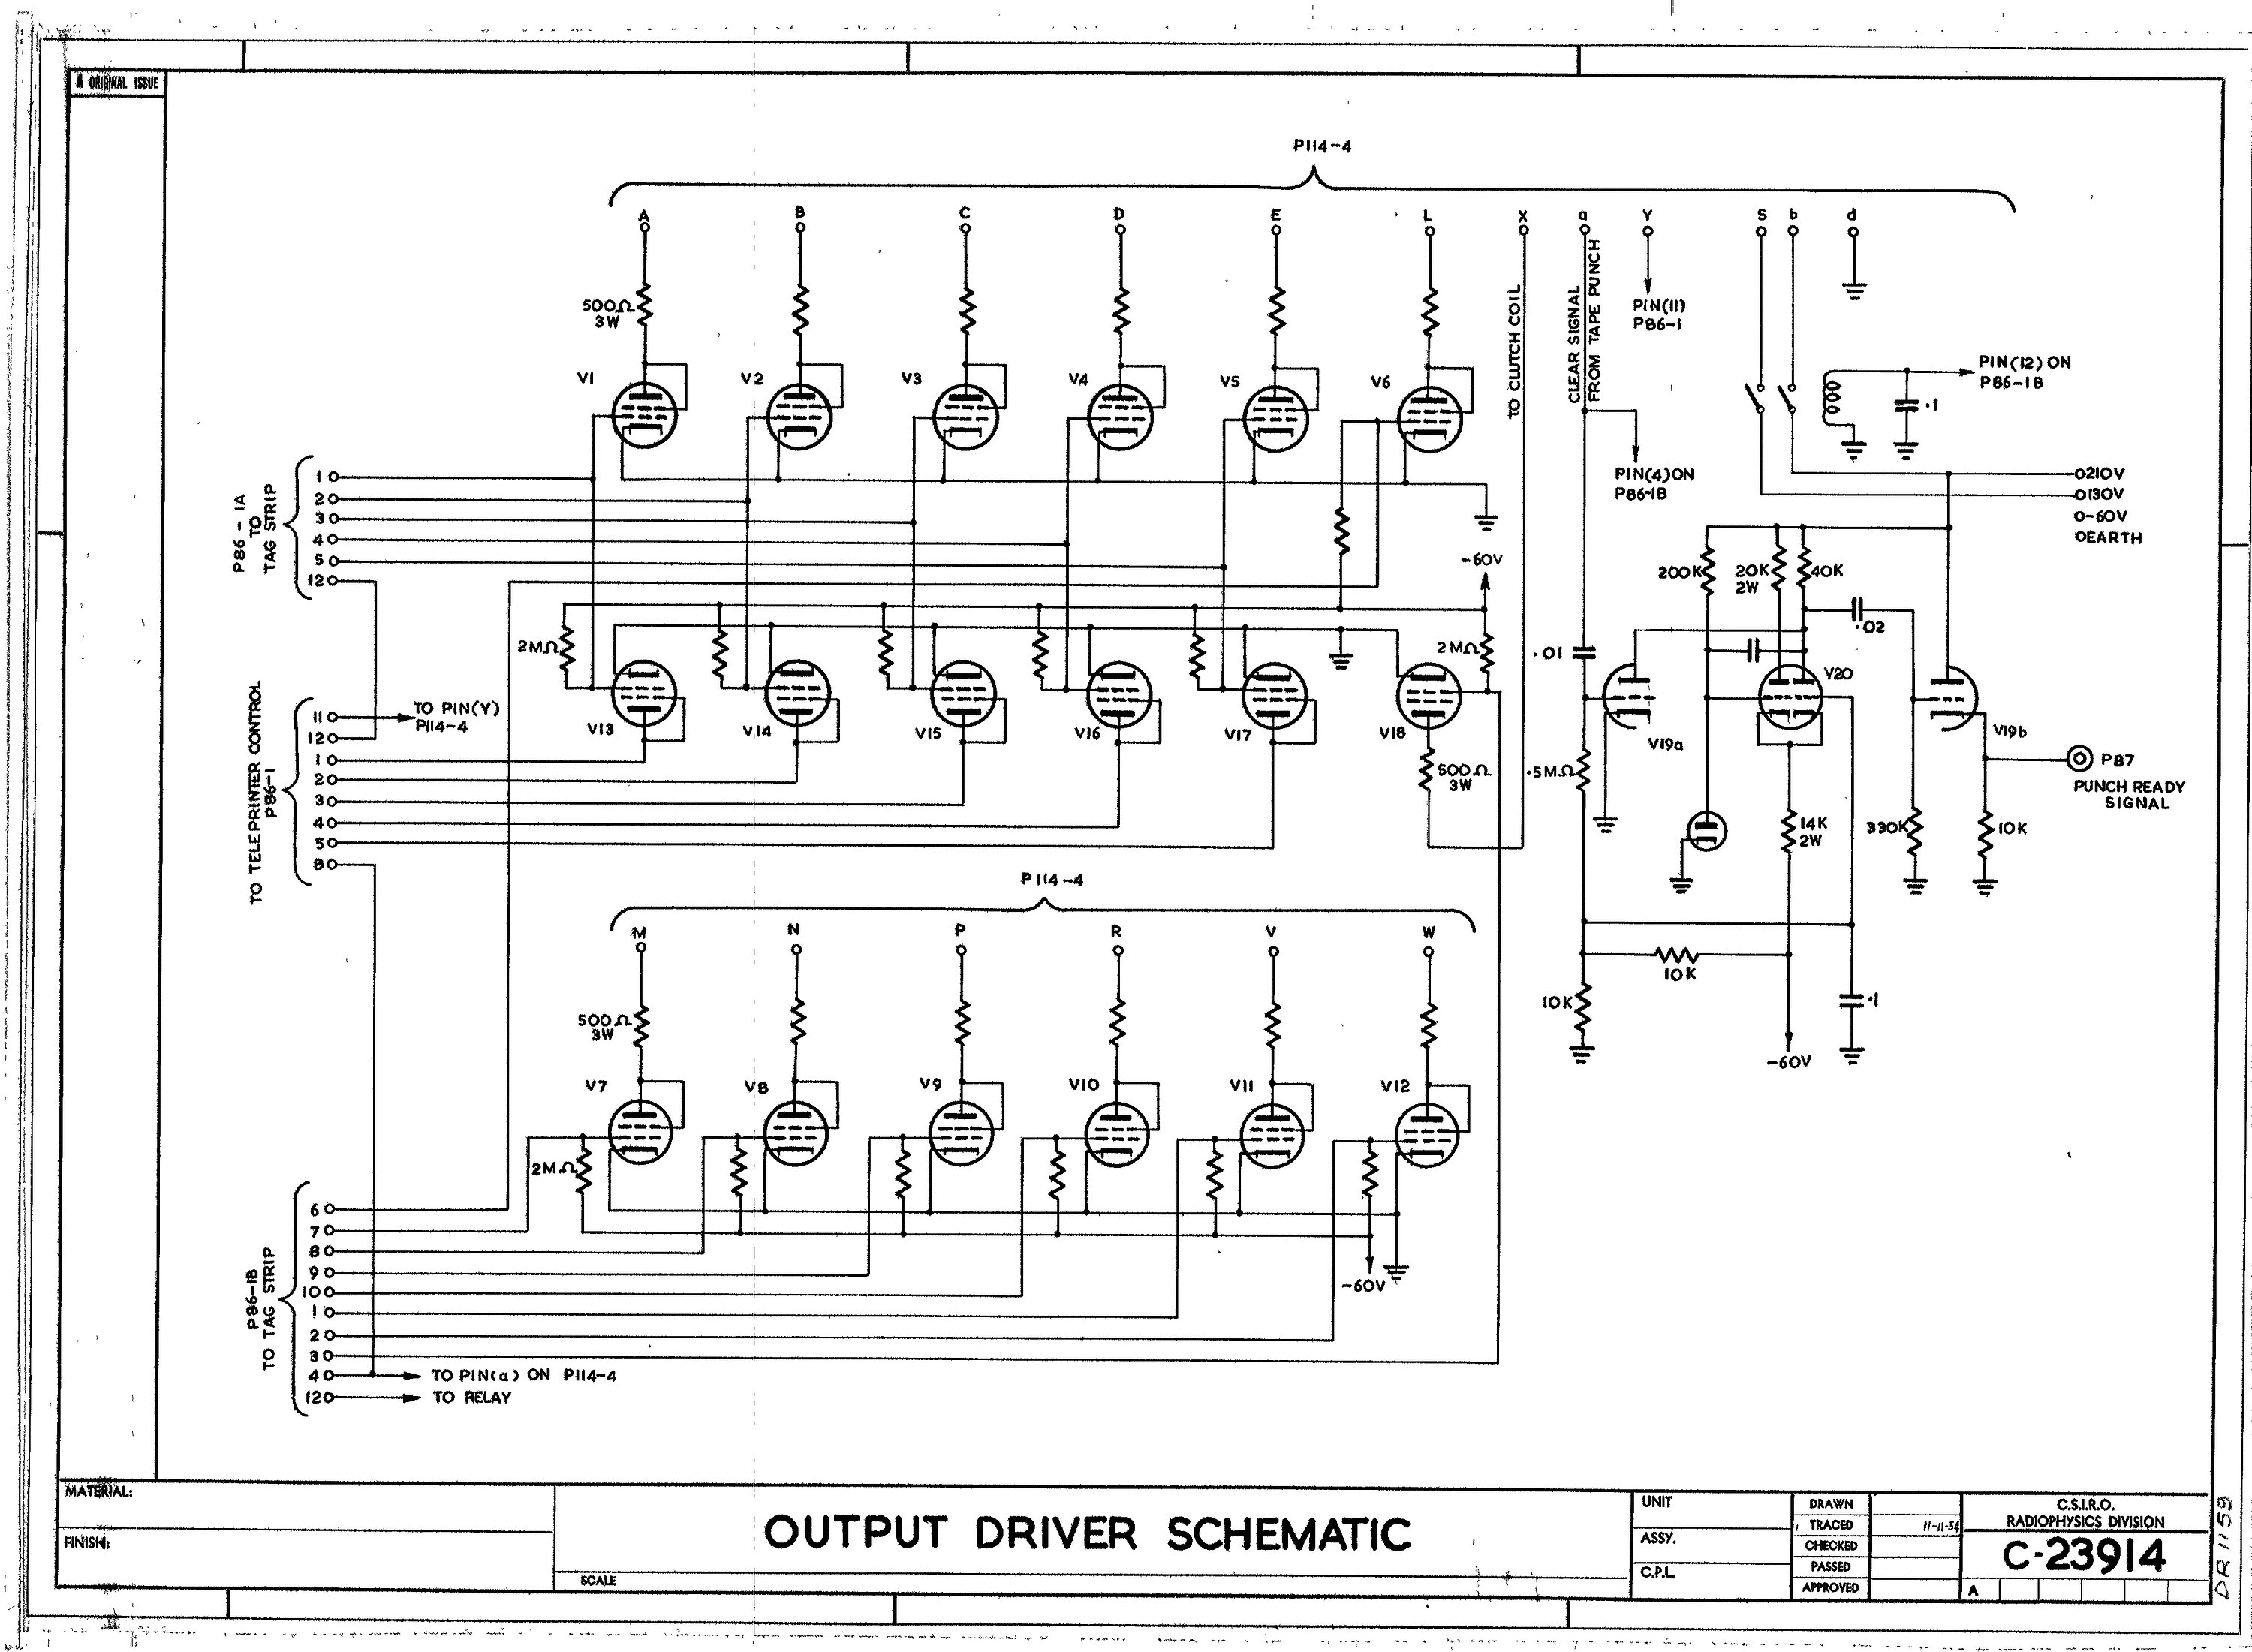 A ORIGINAL ISSUE
P114-4
A B C D E L X a Y S b d
500Ω
3W
TO CLUTCH COIL
CLEAR SIGNAL
FROM TAPE PUNCH
PIN(11)
P86-1
PIN(12) ON
P86-1B
.1
V1 V2 V3 V4 V5 V6
PIN(4) ON
P86-1B
O210V
O130V
O-60V
OEARTH
P86-1A
TO
TAG STRIP
1
2
3
4
5
12
-60V
200K
20K
2W
40K
.02
2MΩ
2MΩ
.01
V13 V14 V15 V16 V17 V18
V19a
V20
V19b
TO TELEPRINTER CONTROL
P86-1
11
TO PIN(Y)
P114-4
12
1
2
3
4
5
8
500Ω
3W
.5MΩ
14K
2W
330K
10K
P87
PUNCH READY
SIGNAL
P114-4
M N P R V W
500Ω
3W
10K
10K
.1
-60V
V7 V8 V9 V10 V11 V12
2MΩ
-60V
P86-1B
TO TAG STRIP
6
7
8
9
10
1
2
3
4 TO PIN(a) ON P114-4
12 TO RELAY
MATERIAL:
FINISH:
OUTPUT DRIVER SCHEMATIC
SCALE
UNIT
ASSY.
C.P.L.
DRAWN
TRACED 11-11-54
CHECKED
PASSED
APPROVED
C.S.I.R.O.
RADIOPHYSICS DIVISION
C-23914
A
DR1159